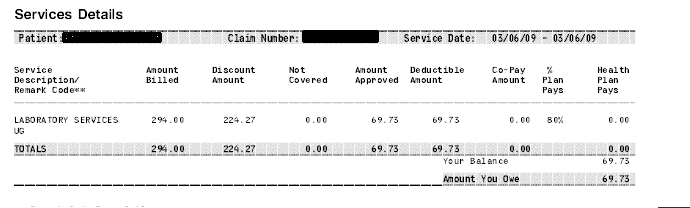 Services Details
Patient: Claim Number: Service Date: 03/06/09 - 03/06/09
Service Amount Discount Not Amount Deductible Co-Pay % Health
Description/ Billed Amount Covered Approved Amount Amount Plan Plan
Remark Code** Pays Pays
LABORATORY SERVICES 294.00 224.27 0.00 69.73 69.73 0.00 80% 0.00
UG
TOTALS 294.00 224.27 0.00 69.73 69.73 0.00 0.00
Your Balance 69.73
Amount You Owe 69.73